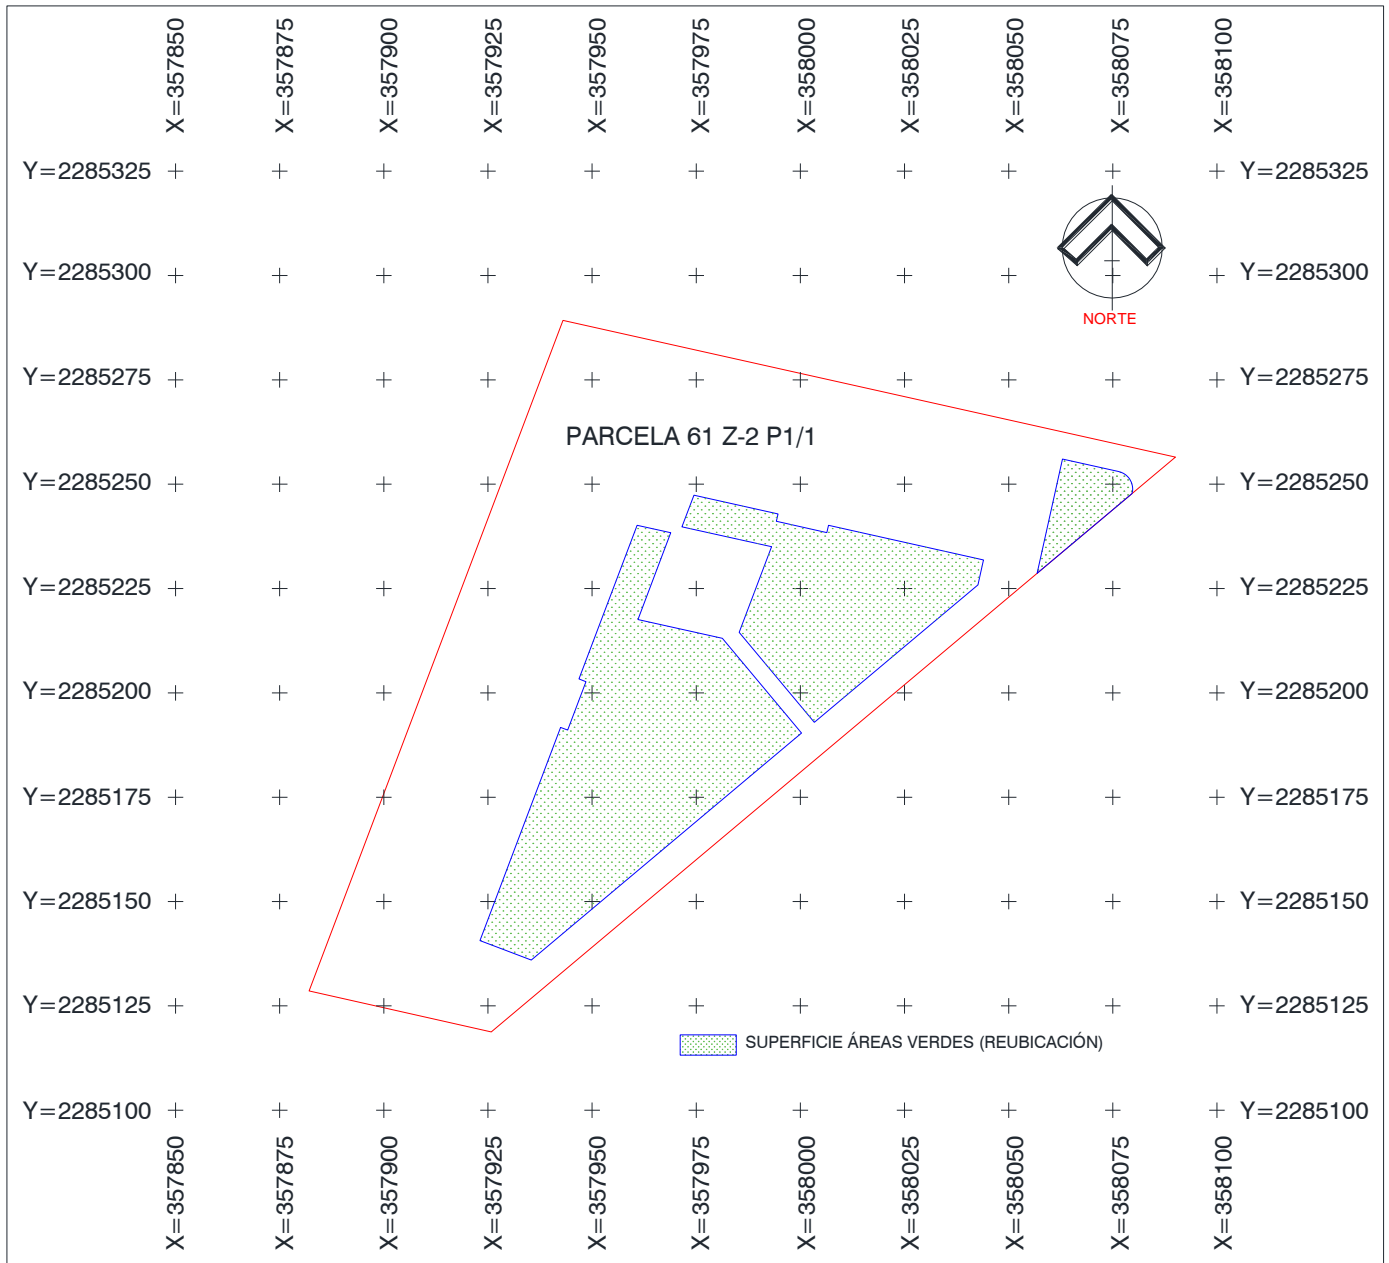 X=357850
X=357875
X=357900
X=357925
X=357950
X=357975
X=358000
X=358025
X=358050
X=358075
X=358100
Y=2285325
Y=2285325
Y=2285300
Y=2285300
NORTE
Y=2285275
Y=2285275
PARCELA 61 Z-2 P1/1
Y=2285250
Y=2285250
Y=2285225
Y=2285225
Y=2285200
Y=2285200
Y=2285175
Y=2285175
Y=2285150
Y=2285150
Y=2285125
Y=2285125
SUPERFICIE ÁREAS VERDES (REUBICACIÓN)
Y=2285100
Y=2285100
X=357850
X=357875
X=357900
X=357925
X=357950
X=357975
X=358000
X=358025
X=358050
X=358075
X=358100